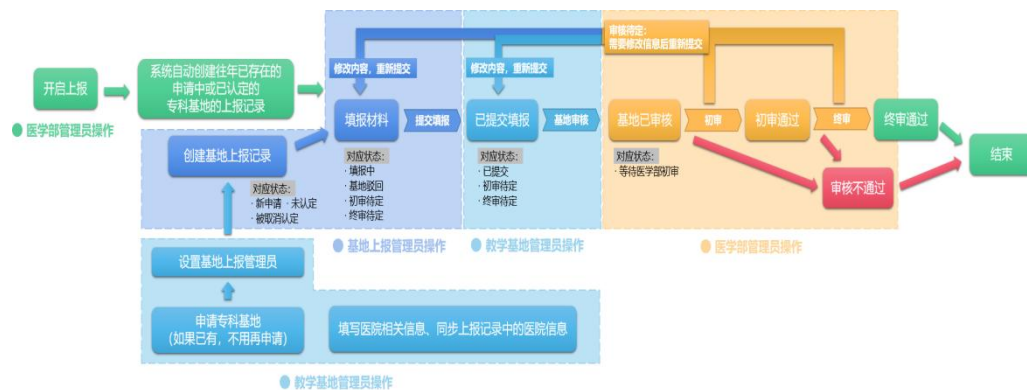 审核待定：
需要修改信息后重新提交
修改内容，重新提交
修改内容，重新提交
开启上报
系统自动创建往年已存在的
申请中或已认定的
专科基地的上报记录
填报材料
提交填报
已提交填报
基地审核
基地已审核
初审
初审通过
终审
终审通过
医学部管理员操作
创建基地上报记录
对应状态：
· 新申请 · 未认定
· 被取消认定
对应状态：
· 填报中
· 基地驳回
· 初审待定
· 终审待定
对应状态：
· 已提交
· 初审待定
· 终审待定
对应状态：
· 等待医学部初审
审核不通过
结束
基地上报管理员操作
教学基地管理员操作
医学部管理员操作
设置基地上报管理员
申请专科基地
(如果已有，不用再申请)
填写医院相关信息、同步上报记录中的医院信息
教学基地管理员操作